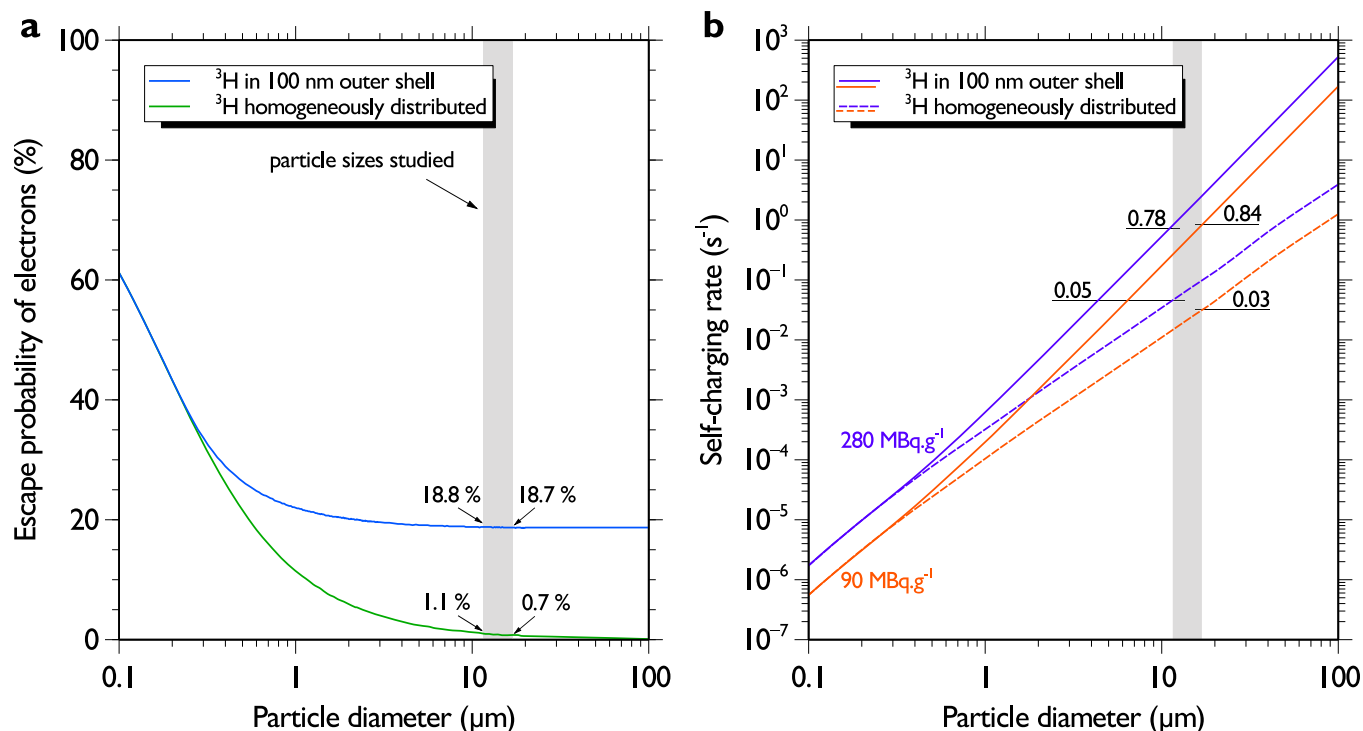 a
Escape probability of electrons (%)
100
80
60
40
20
0
³H in 100 nm outer shell
³H homogeneously distributed
particle sizes studied
18.8 %
18.7 %
1.1 %
0.7 %
0.1
1
10
100
Particle diameter (µm)
b
Self-charging rate (s⁻¹)
10³
10²
10¹
10⁰
10⁻¹
10⁻²
10⁻³
10⁻⁴
10⁻⁵
10⁻⁶
10⁻⁷
³H in 100 nm outer shell
³H homogeneously distributed
0.78
0.84
0.05
0.03
280 MBq.g⁻¹
90 MBq.g⁻¹
0.1
1
10
100
Particle diameter (µm)